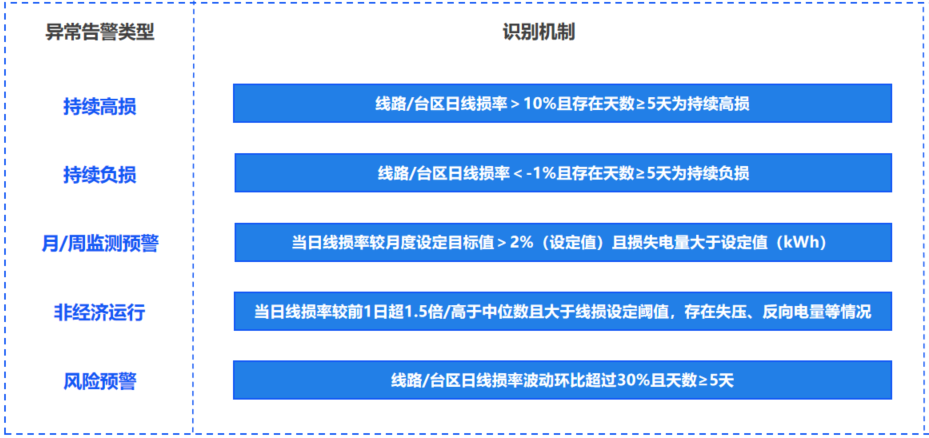 异常告警类型
识别机制
持续高损
线路/台区日线损率＞10%且存在天数≥5天为持续高损
持续负损
线路/台区日线损率＜-1%且存在天数≥5天为持续负损
月/周监测预警
当日线损率较月度设定目标值＞2%（设定值）且损失电量大于设定值（kWh）
非经济运行
当日线损率较前1日超1.5倍/高于中位数且大于线损设定阈值，存在失压、反向电量等情况
风险预警
线路/台区日线损率波动环比超过30%且天数≥5天